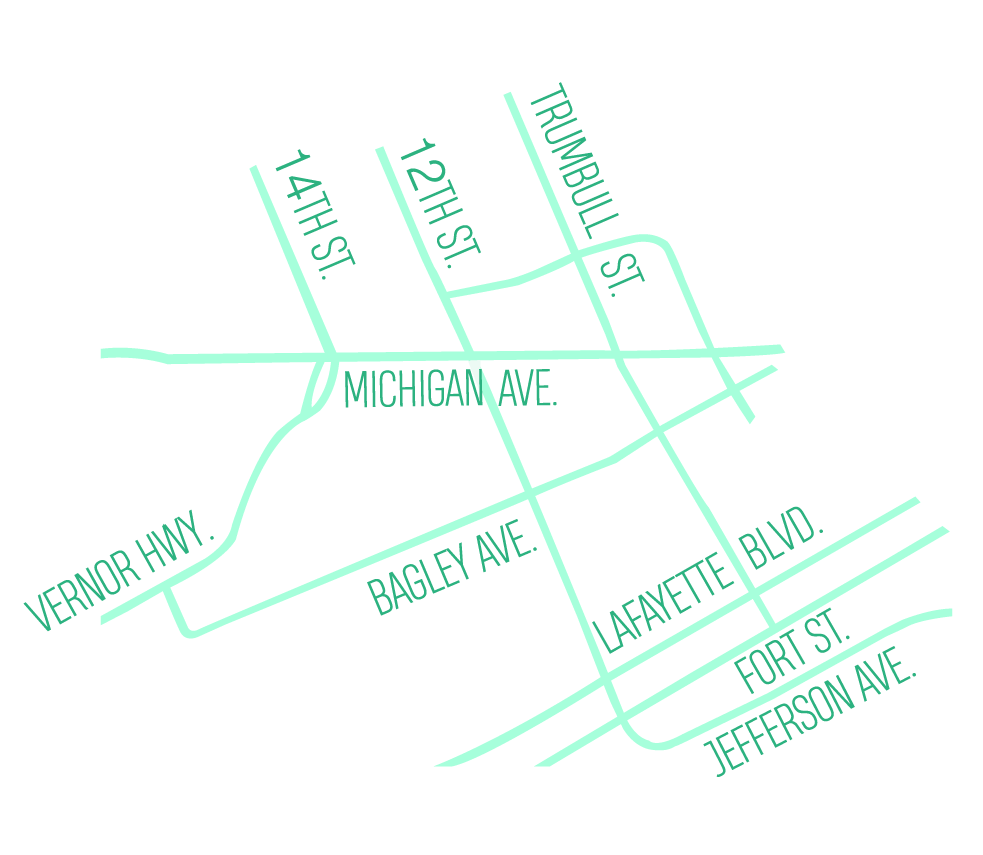 TRUMBULL ST.
12TH ST.
14TH ST.
MICHIGAN AVE.
VERNOR HWY.
BAGLEY AVE.
LAFAYETTE BLVD.
FORT ST.
JEFFERSON AVE.